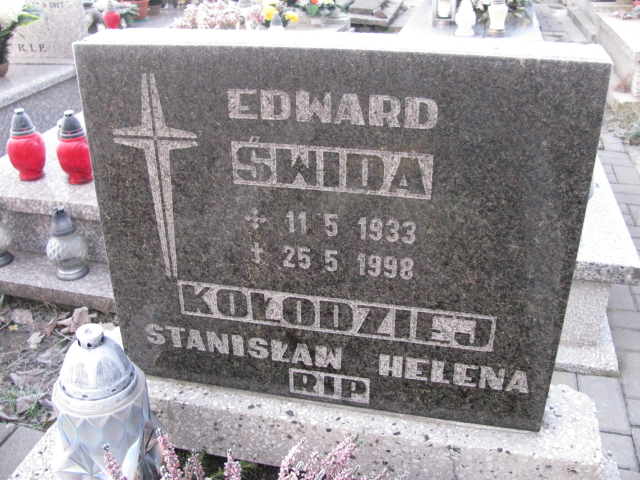 R.I.P.
EDWARD
ŚWIDA
11 5 1933
25 5 1998
KOŁODZIEJ
STANISŁAW HELENA
RIP